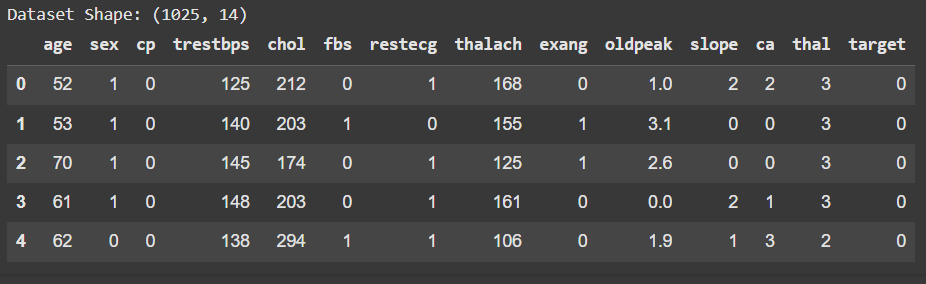 Dataset Shape: (1025, 14)
age sex cp trestbps chol fbs restecg thalach exang oldpeak slope ca thal target
0 52 1 0 125 212 0 1 168 0 1.0 2 2 3 0
1 53 1 0 140 203 1 0 155 1 3.1 0 0 3 0
2 70 1 0 145 174 0 1 125 1 2.6 0 0 3 0
3 61 1 0 148 203 0 1 161 0 0.0 2 1 3 0
4 62 0 0 138 294 1 1 106 0 1.9 1 3 2 0